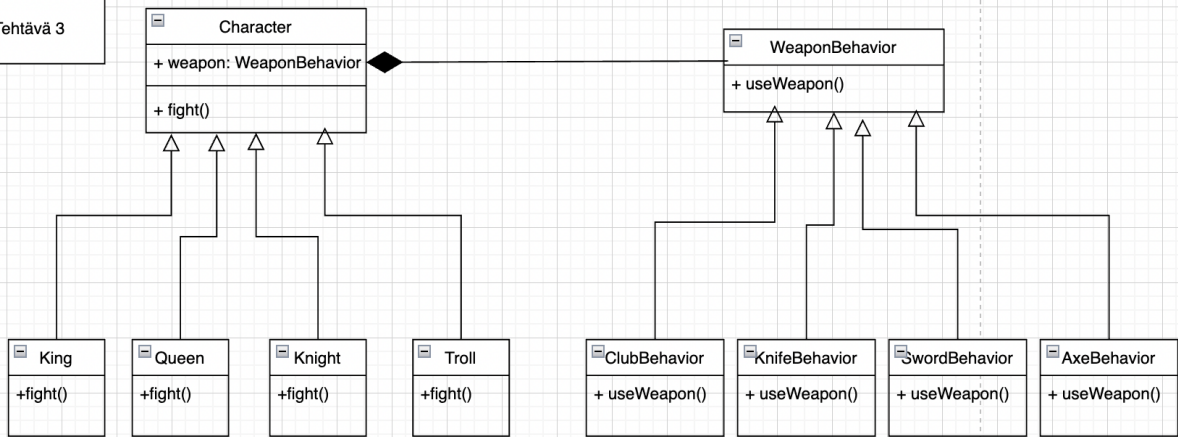 Tehtävä 3
Character
+ weapon: WeaponBehavior
+ fight()
WeaponBehavior
+ useWeapon()
King
+fight()
Queen
+fight()
Knight
+fight()
Troll
+fight()
ClubBehavior
+ useWeapon()
KnifeBehavior
+ useWeapon()
SwordBehavior
+ useWeapon()
AxeBehavior
+ useWeapon()